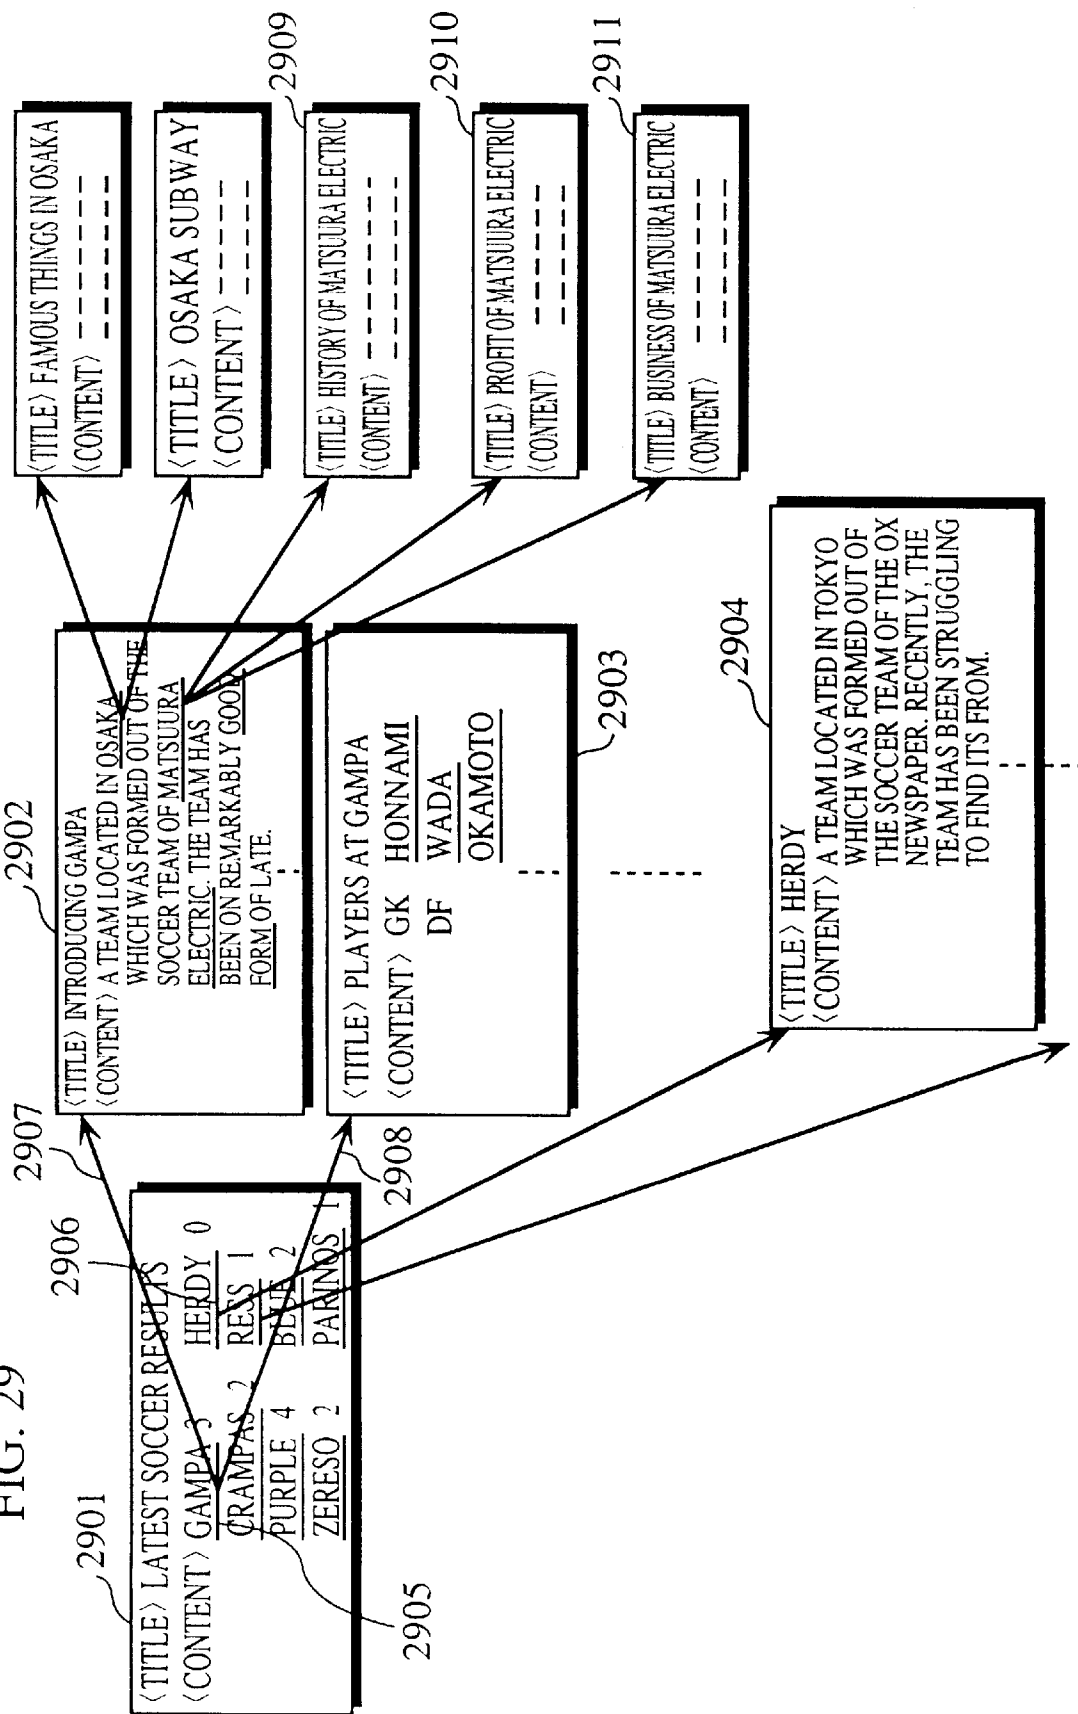 FIG. 29
2901
<TITLE> LATEST SOCCER RESULTS
<CONTENT> GAMPA 3 HERDY 0
CRAMPAS 2 RESS 1
PURPLE 4 BLUE 2
ZERESO 2 PARINOS 1
2905
2906
2907
2908
2902
<TITLE> INTRODUCING GAMPA
<CONTENT> A TEAM LOCATED IN OSAKA
WHICH WAS FORMED OUT OF THE
SOCCER TEAM OF MATSUURA
ELECTRIC. THE TEAM HAS
BEEN ON REMARKABLY GOOD
FORM OF LATE.
<TITLE> PLAYERS AT GAMPA
<CONTENT> GK HONNAMI
DF WADA
OKAMOTO
2903
2904
<TITLE> HERDY
<CONTENT> A TEAM LOCATED IN TOKYO
WHICH WAS FORMED OUT OF
THE SOCCER TEAM OF THE OX
NEWSPAPER. RECENTLY, THE
TEAM HAS BEEN STRUGGLING
TO FIND ITS FROM.
<TITLE> FAMOUS THINGS IN OSAKA
<CONTENT>
<TITLE> OSAKA SUBWAY
<CONTENT>
2909
<TITLE> HISTORY OF MATSUURA ELECTRIC
<CONTENT>
2910
<TITLE> PROFIT OF MATSUURA ELECTRIC
<CONTENT>
2911
<TITLE> BUSINESS OF MATSUURA ELECTRIC
<CONTENT>